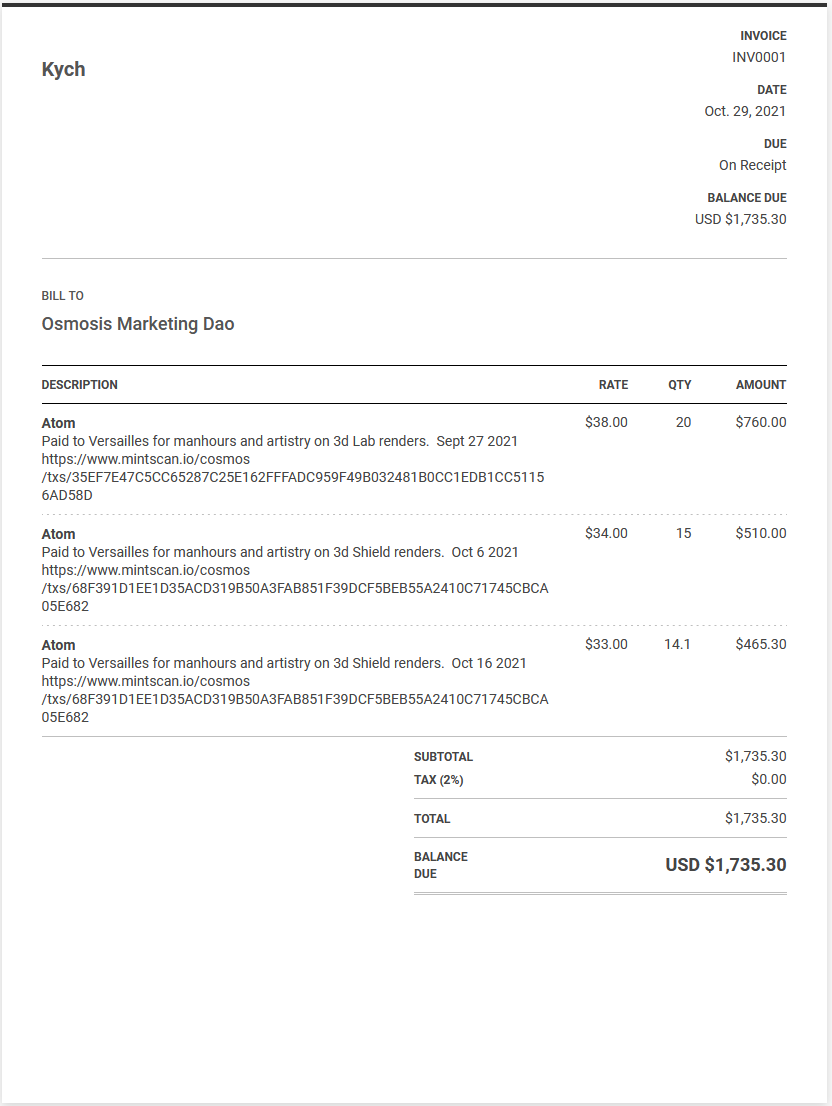 Kych
INVOICE
INV0001
DATE
Oct. 29, 2021
DUE
On Receipt
BALANCE DUE
USD $1,735.30
BILL TO
Osmosis Marketing Dao
DESCRIPTION RATE QTY AMOUNT
Atom $38.00 20 $760.00
Paid to Versailles for manhours and artistry on 3d Lab renders.  Sept 27 2021
https://www.mintscan.io/cosmos
/txs/35EF7E47C5CC65287C25E162FFFADC959F49B032481B0CC1EDB1CC5115
6AD58D
Atom $34.00 15 $510.00
Paid to Versailles for manhours and artistry on 3d Shield renders.  Oct 6 2021
https://www.mintscan.io/cosmos
/txs/68F391D1EE1D35ACD319B50A3FAB851F39DCF5BEB55A2410C71745CBCA
05E682
Atom $33.00 14.1 $465.30
Paid to Versailles for manhours and artistry on 3d Shield renders.  Oct 16 2021
https://www.mintscan.io/cosmos
/txs/68F391D1EE1D35ACD319B50A3FAB851F39DCF5BEB55A2410C71745CBCA
05E682
SUBTOTAL $1,735.30
TAX (2%) $0.00
TOTAL $1,735.30
BALANCE
DUE USD $1,735.30